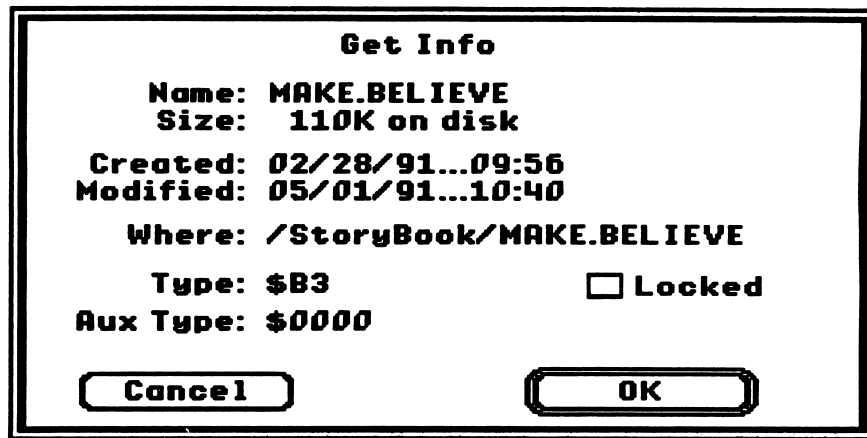 Get Info
Name: MAKE.BELIEVE
Size: 110K on disk
Created: 02/28/91...09:56
Modified: 05/01/91...10:40
Where: /StoryBook/MAKE.BELIEVE
Type: $B3
Locked
Aux Type: $0000
Cancel OK